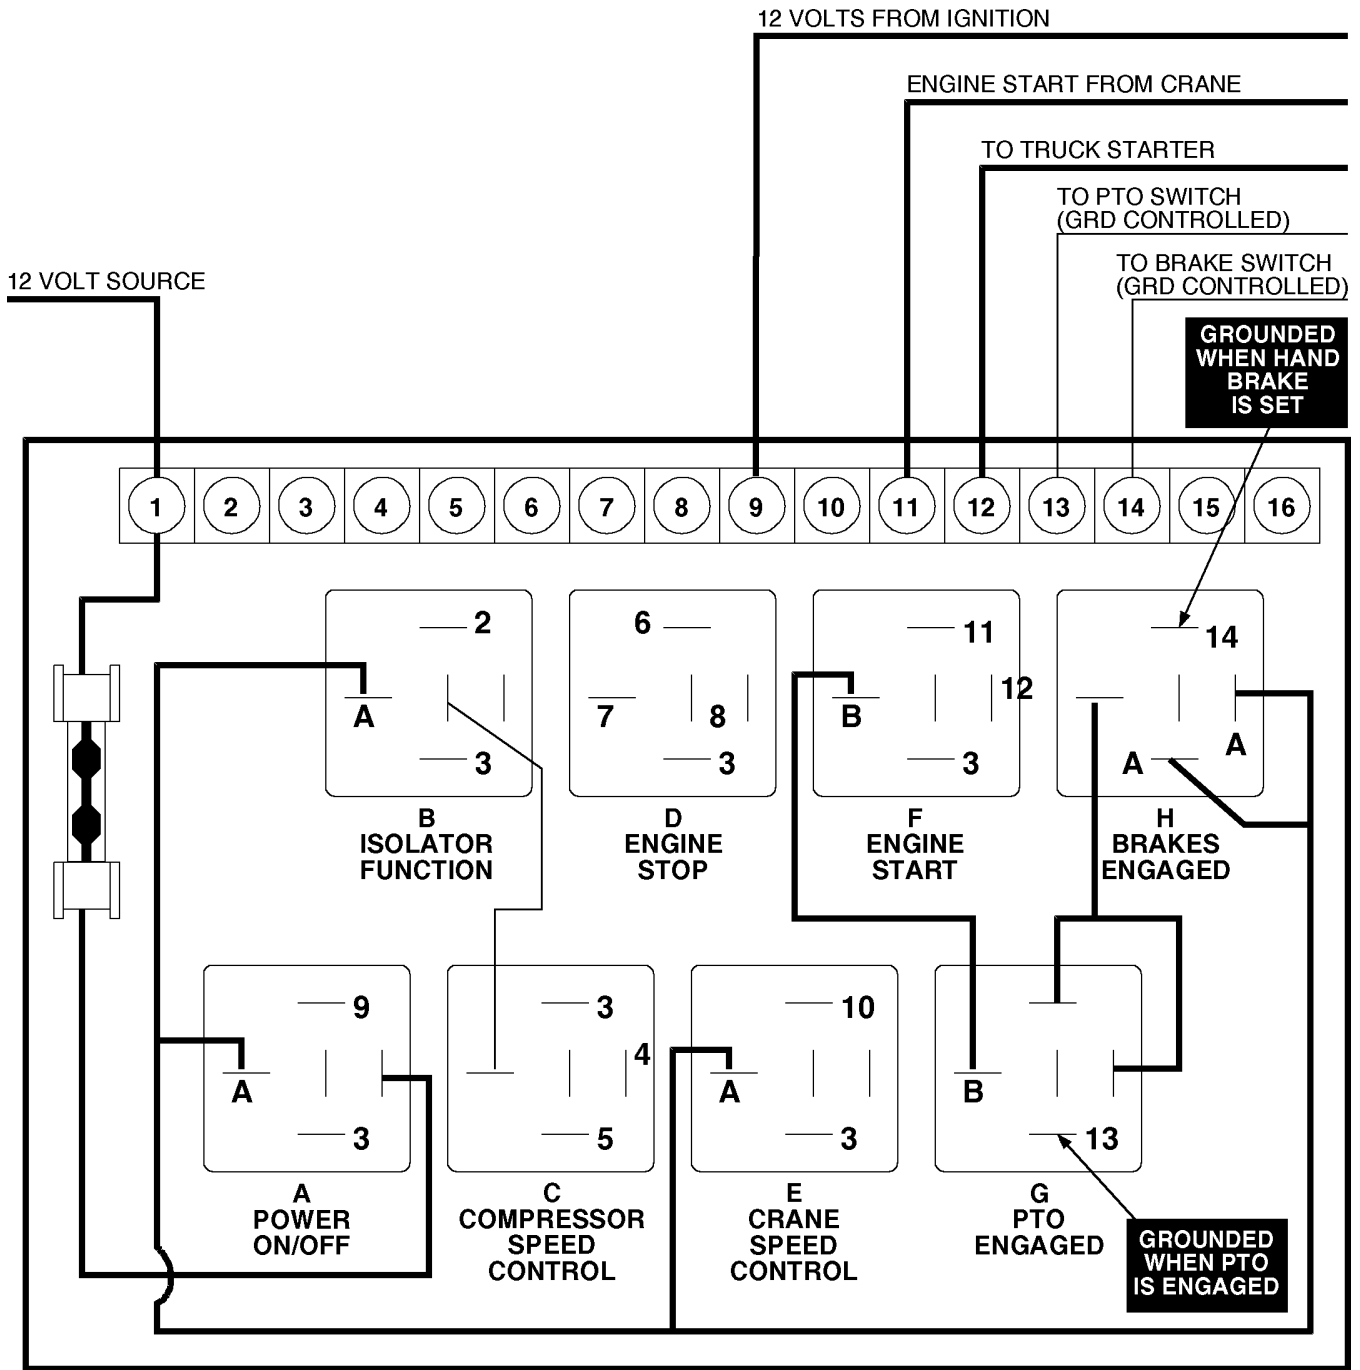 12 VOLTS FROM IGNITION
ENGINE START FROM CRANE
TO TRUCK STARTER
TO PTO SWITCH
(GRD CONTROLLED)
TO BRAKE SWITCH
(GRD CONTROLLED)
12 VOLT SOURCE
GROUNDED
WHEN HAND
BRAKE
IS SET
1 2 3 4 5 6 7 8 9 10 11 12 13 14 15 16
2
A
3
B
ISOLATOR
FUNCTION
6
7
8
3
D
ENGINE
STOP
11
12
B
3
F
ENGINE
START
14
A
A
H
BRAKES
ENGAGED
9
A
3
A
POWER
ON/OFF
3
4
5
C
COMPRESSOR
SPEED
CONTROL
10
A
3
E
CRANE
SPEED
CONTROL
B
13
G
PTO
ENGAGED
GROUNDED
WHEN PTO
IS ENGAGED